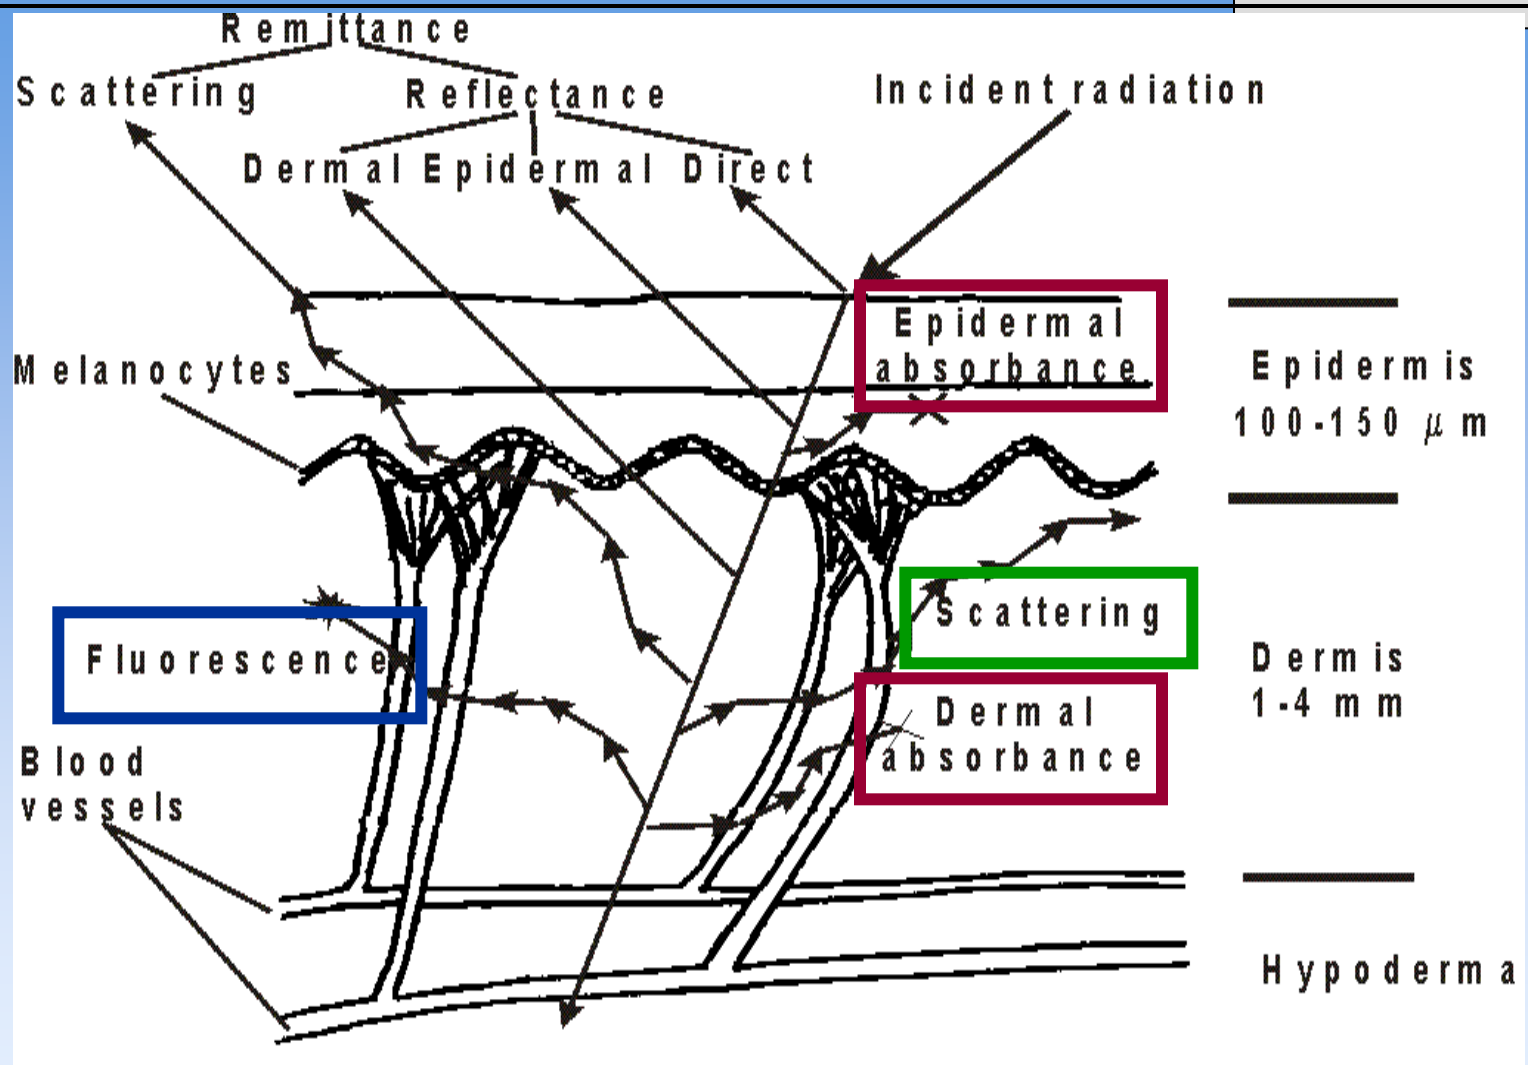 Remittance
Scattering
Reflectance
Incident radiation
Dermal Epidermal Direct
Epidermal
absorbance
Melanocytes
Epidermis
100-150 μm
Scattering
Fluorescence
Dermis
1-4 mm
Dermal
absorbance
Blood
vessels
Hypoderma